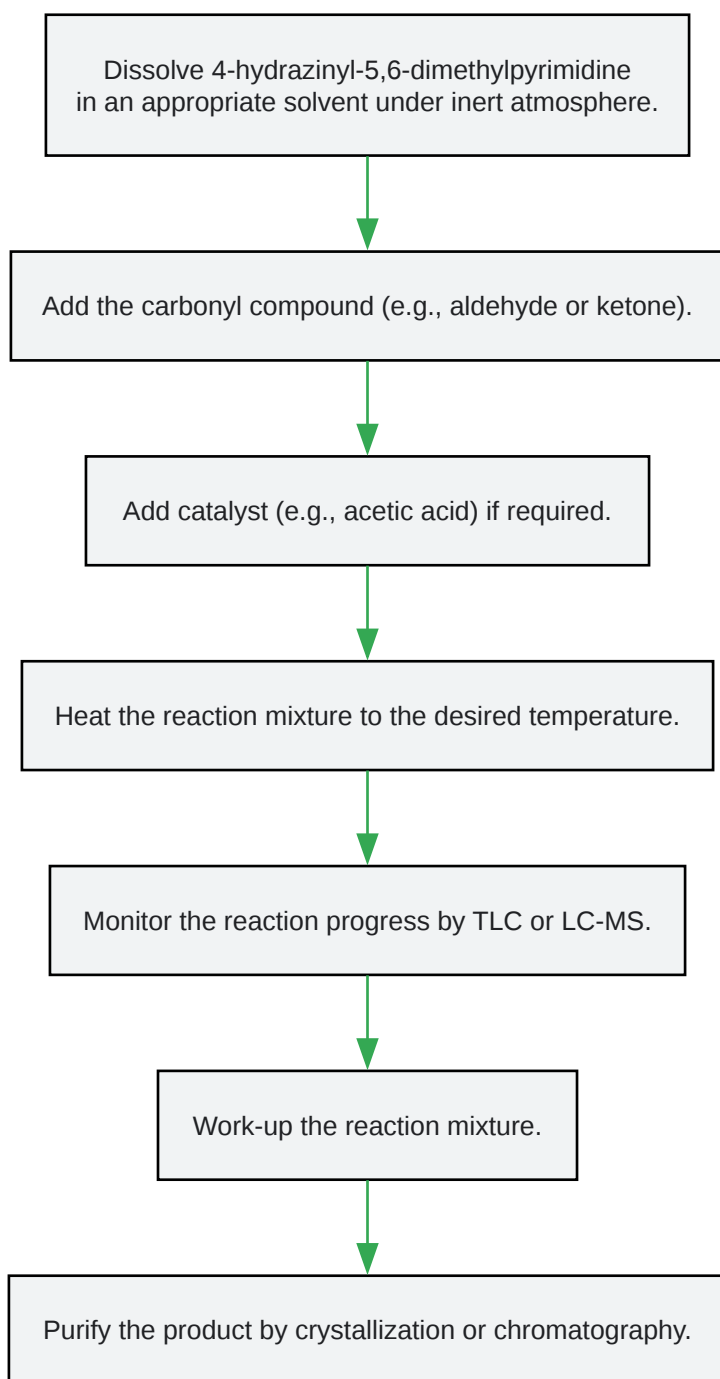 Dissolve 4-hydrazinyl-5,6-dimethylpyrimidine
in an appropriate solvent under inert atmosphere.
Add the carbonyl compound (e.g., aldehyde or ketone).
Add catalyst (e.g., acetic acid) if required.
Heat the reaction mixture to the desired temperature.
Monitor the reaction progress by TLC or LC-MS.
Work-up the reaction mixture.
Purify the product by crystallization or chromatography.